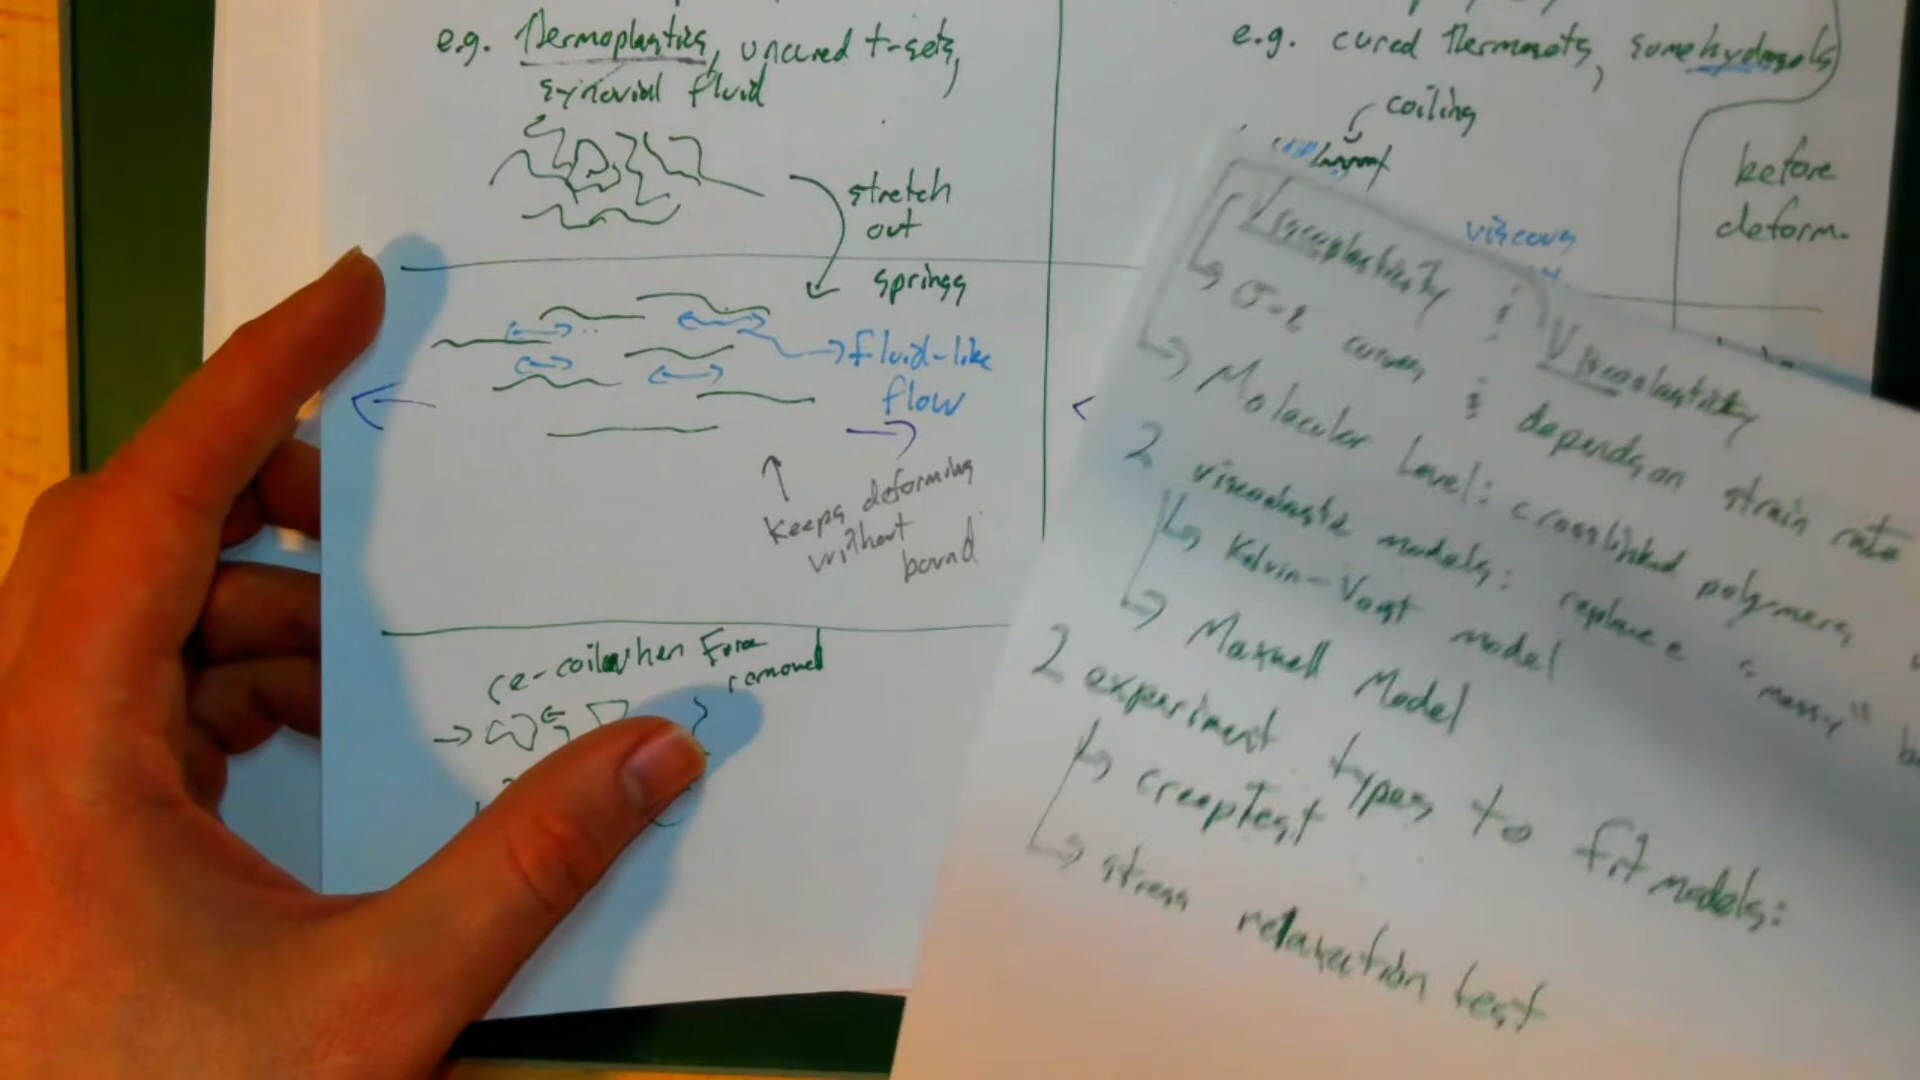 e.g. Thermoplastics, uncured t-sets,
synovial fluid
stretch
out
springs
fluid-like
flow
keeps deforming
without
bound
re-coil when Force
removed
e.g. cured thermosets, some hydrogels
coiling
viscous
before
deform.
Viscoplasticity & Viscoelasticity
σ-ε curves & depends on strain rate
Molecular Level: crosslinked polymers,
2 viscoelastic models: replace "messy"
Kelvin-Voigt model
Maxwell Model
2 experiment types to fit models:
creep test
stress relaxation test